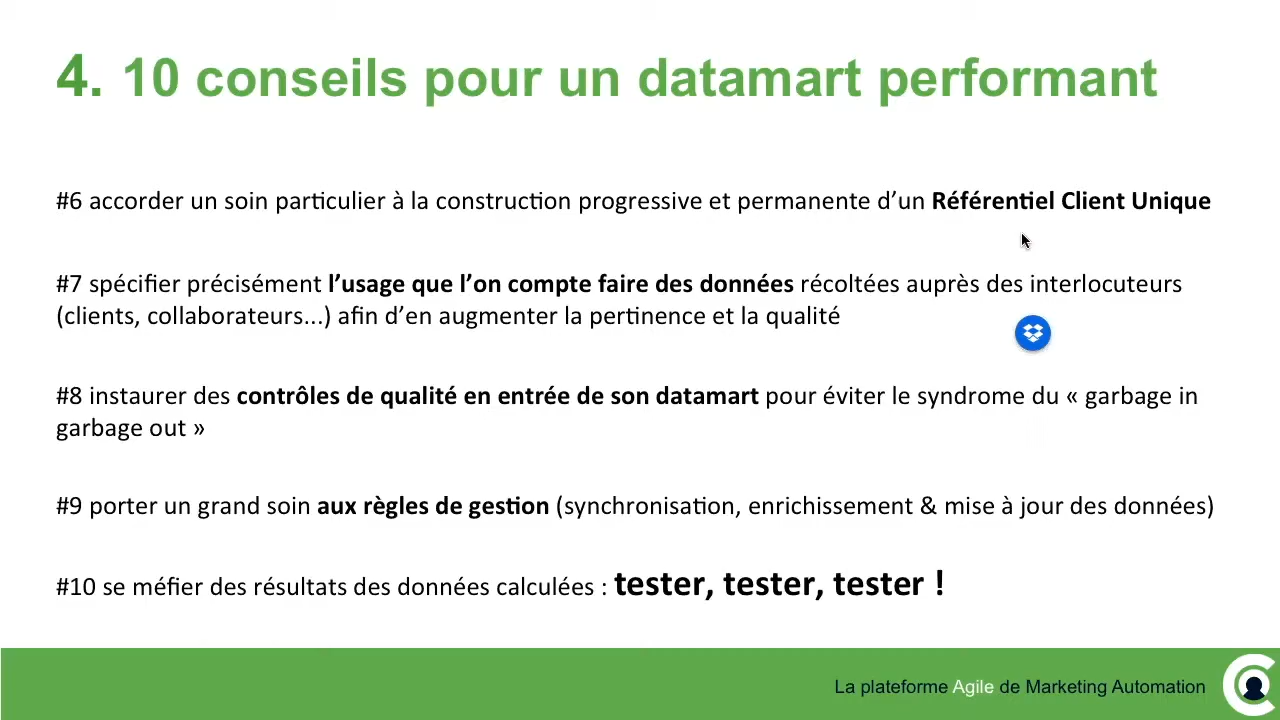 4. 10 conseils pour un datamart performant
#6 accorder un soin particulier à la construction progressive et permanente d’un Référentiel Client Unique
#7 spécifier précisément l’usage que l’on compte faire des données récoltées auprès des interlocuteurs
(clients, collaborateurs...) afin d’en augmenter la pertinence et la qualité
#8 instaurer des contrôles de qualité en entrée de son datamart pour éviter le syndrome du « garbage in
garbage out »
#9 porter un grand soin aux règles de gestion (synchronisation, enrichissement & mise à jour des données)
#10 se méfier des résultats des données calculées : tester, tester, tester !
La plateforme Agile de Marketing Automation